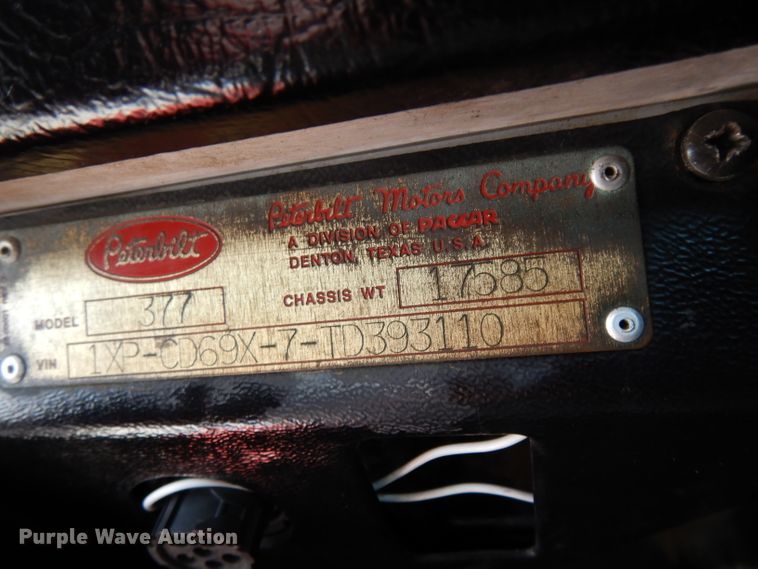 Peterbilt
Peterbilt Motors Company
A DIVISION OF PACCAR
DENTON, TEXAS U.S.A.
MODEL 377
CHASSIS WT 17585
VIN 1XP-CD69X-7-TD393110
Purple Wave Auction